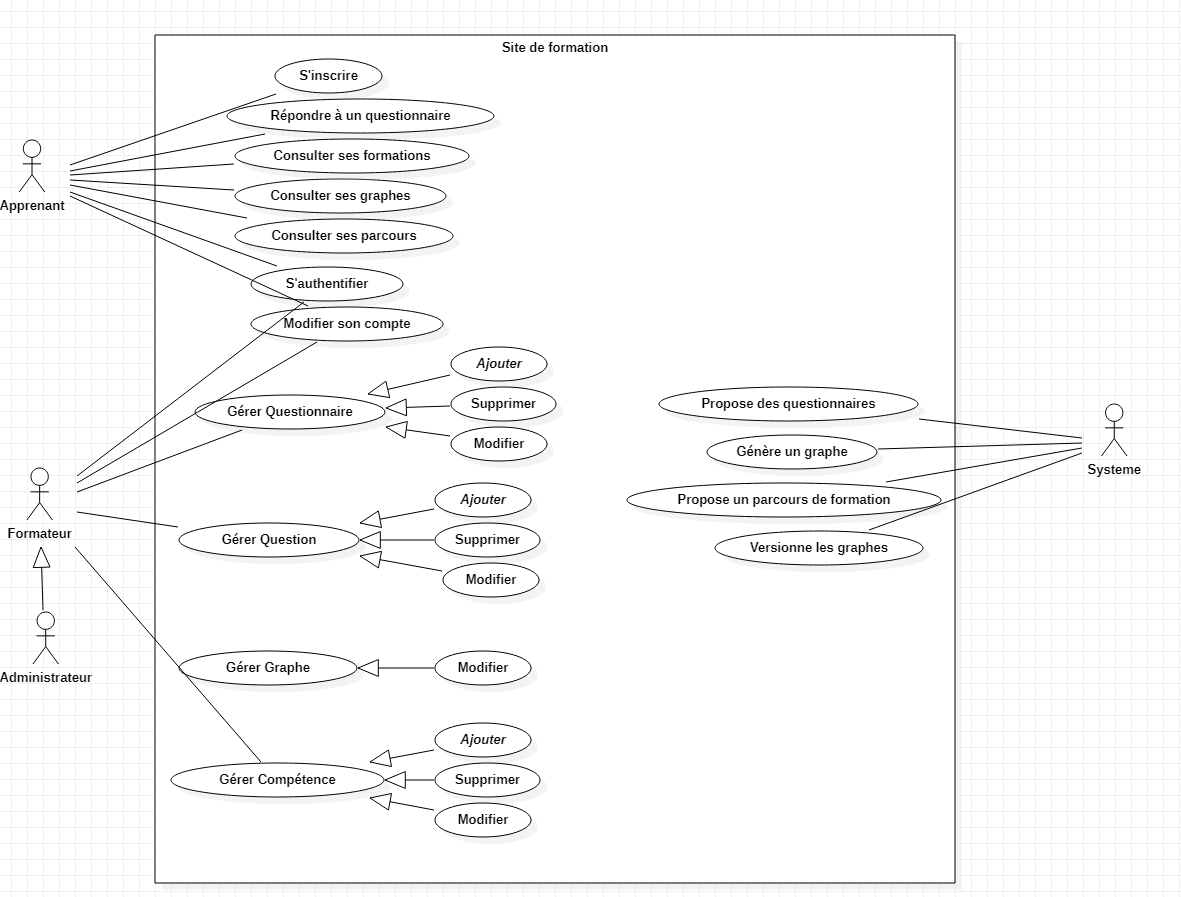 Site de formation
S'inscrire
Répondre à un questionnaire
Consulter ses formations
Consulter ses graphes
Apprenant
Consulter ses parcours
S'authentifier
Modifier son compte
Ajouter
Gérer Questionnaire
Supprimer
Modifier
Propose des questionnaires
Génère un graphe
Systeme
Propose un parcours de formation
Versionne les graphes
Formateur
Ajouter
Gérer Question
Supprimer
Modifier
Administrateur
Gérer Graphe
Modifier
Ajouter
Gérer Compétence
Supprimer
Modifier